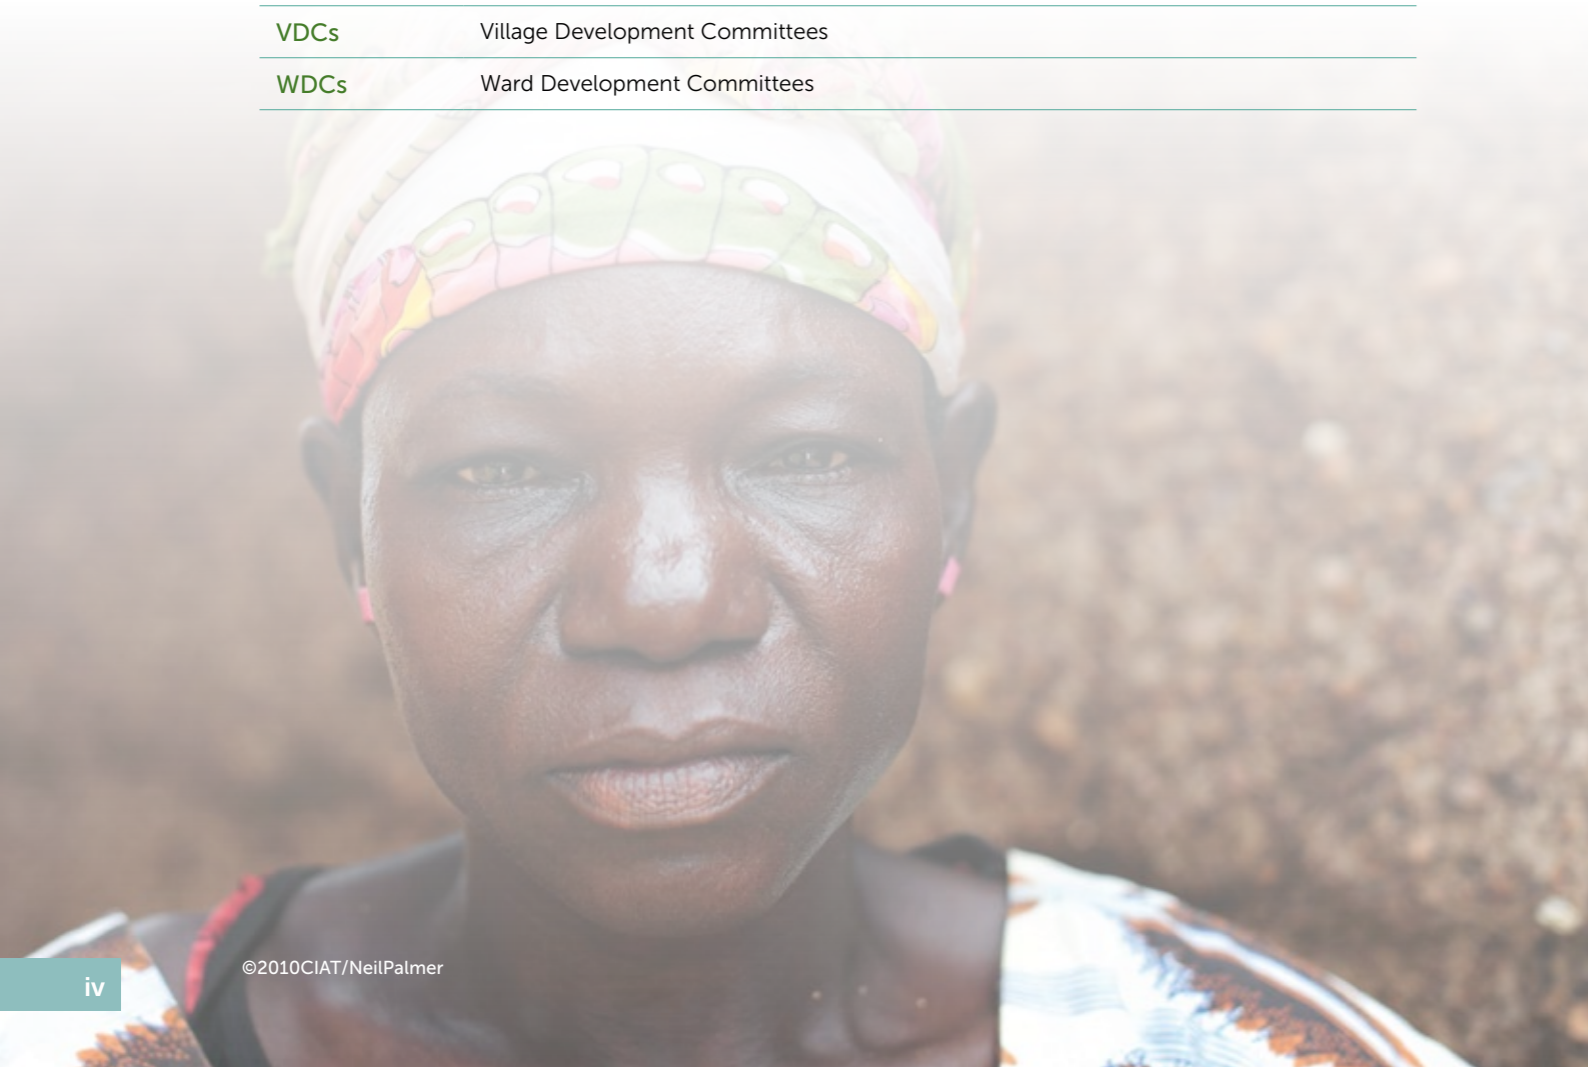 VDCs Village Development Committees
WDCs Ward Development Committees
©2010CIAT/NeilPalmer
iv